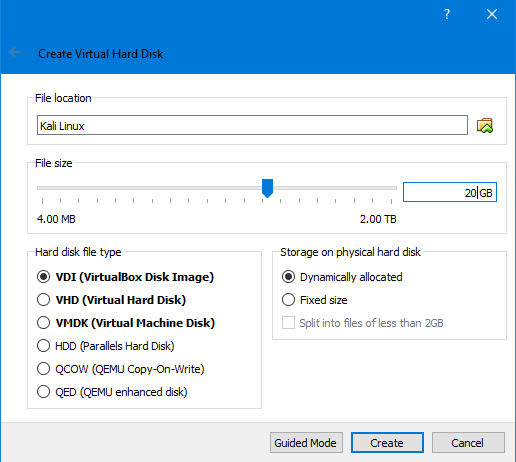 ?
Create Virtual Hard Disk
File location
Kali Linux
File size
20 GB
4.00 MB 2.00 TB
Hard disk file type
VDI (VirtualBox Disk Image)
VHD (Virtual Hard Disk)
VMDK (Virtual Machine Disk)
HDD (Parallels Hard Disk)
QCOW (QEMU Copy-On-Write)
QED (QEMU enhanced disk)
Storage on physical hard disk
Dynamically allocated
Fixed size
Split into files of less than 2GB
Guided Mode Create Cancel